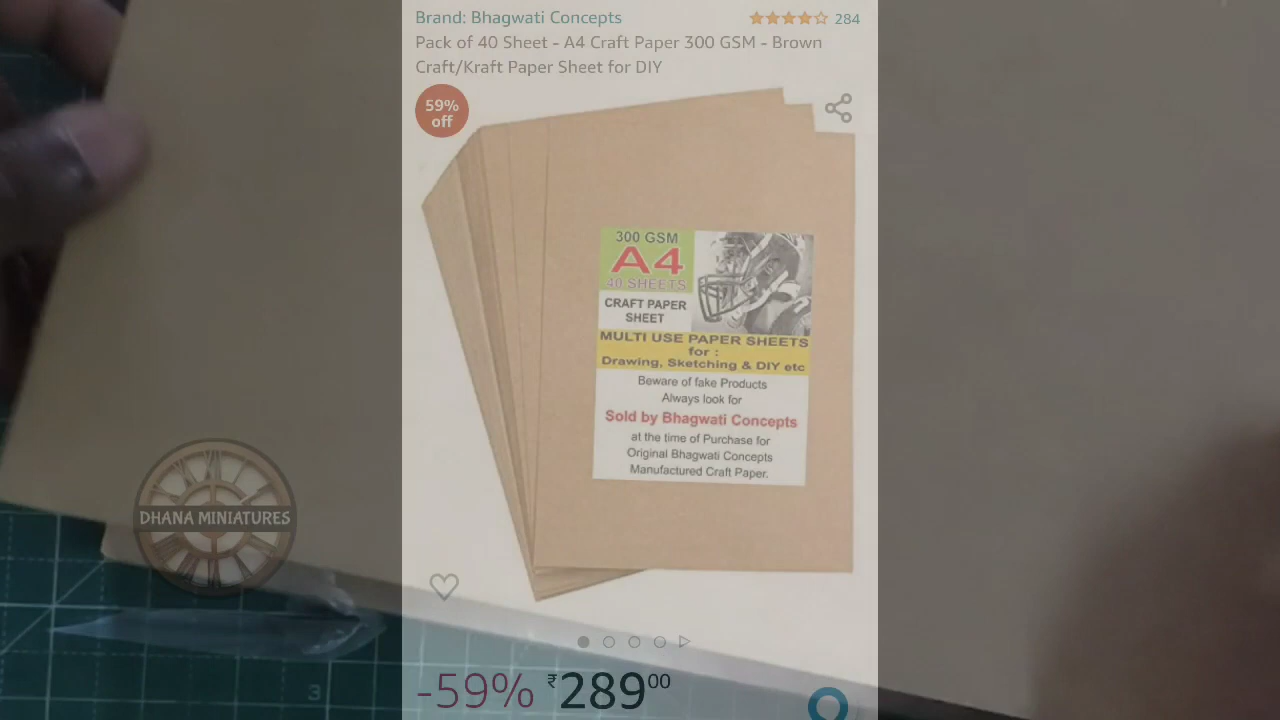 Brand: Bhagwati Concepts
284
Pack of 40 Sheet - A4 Craft Paper 300 GSM - Brown
Craft/Kraft Paper Sheet for DIY
59%
off
300 GSM
A4
40 SHEETS
CRAFT PAPER
SHEET
MULTI USE PAPER SHEETS
for :
Drawing, Sketching & DIY etc
Beware of fake Products
Always look for
Sold by Bhagwati Concepts
at the time of Purchase for
Original Bhagwati Concepts
Manufactured Craft Paper.
DHANA MINIATURES
3
-59% ₹28900